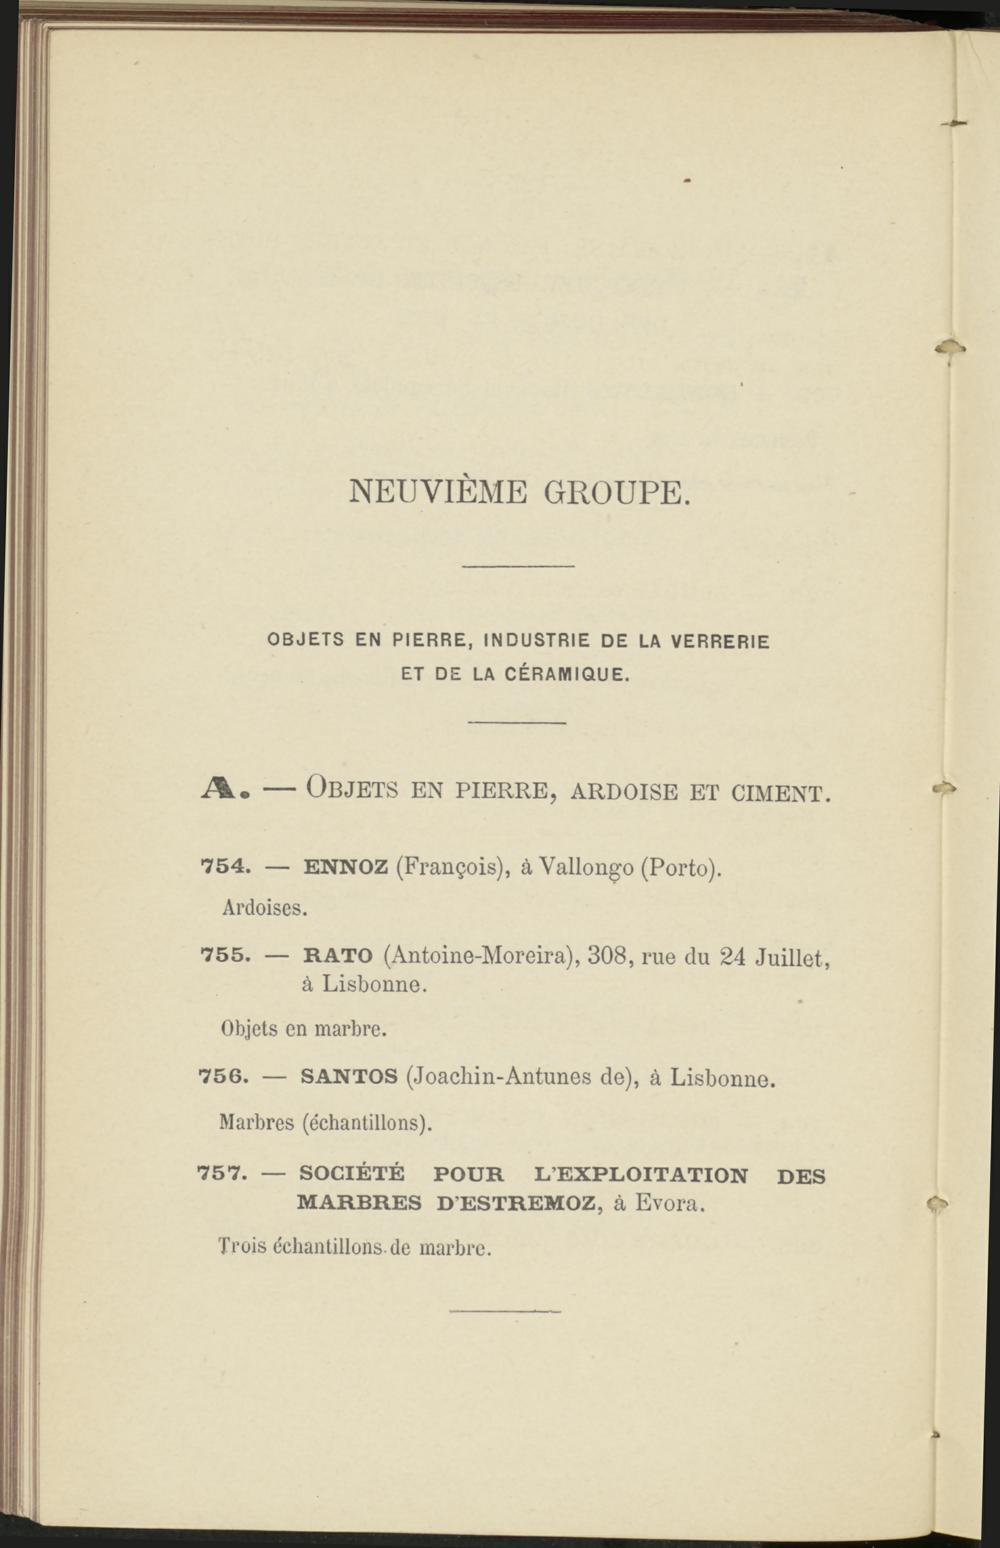 NEUVIÈME GROUPE.
OBJETS EN PIERRE, INDUSTRIE DE LA VERRERIE
ET DE LA CÉRAMIQUE.
A. — OBJETS EN PIERRE, ARDOISE ET CIMENT.
754. — ENNOZ (François), à Vallongo (Porto).
Ardoises.
755. — RATO (Antoine-Moreira), 308, rue du 24 Juillet,
à Lisbonne.
Objets en marbre.
756. — SANTOS (Joachin-Antunes de), à Lisbonne.
Marbres (échantillons).
757. — SOCIÉTÉ POUR L'EXPLOITATION DES
MARBRES D'ESTREMOZ, à Evora.
Trois échantillons de marbre.